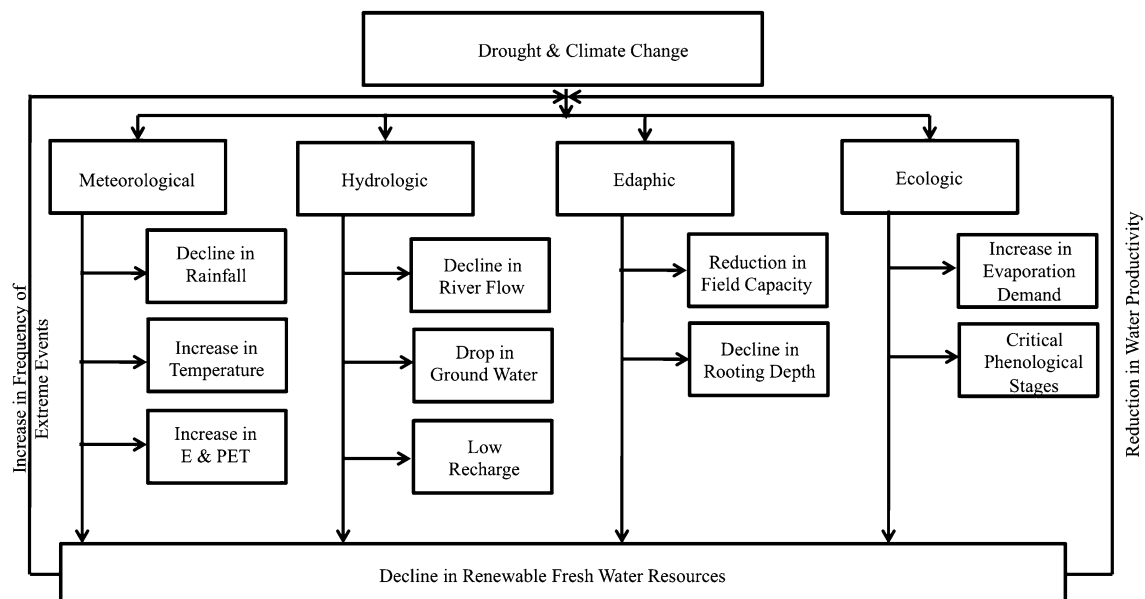 Drought & Climate Change
Meteorological
Hydrologic
Edaphic
Ecologic
Decline in
Rainfall
Increase in
Temperature
Increase in
E & PET
Decline in
River Flow
Drop in
Ground Water
Low
Recharge
Reduction in
Field Capacity
Decline in
Rooting Depth
Increase in
Evaporation
Demand
Critical
Phenological
Stages
Increase in Frequency of
Extreme Events
Reduction in Water Productivity
Decline in Renewable Fresh Water Resources